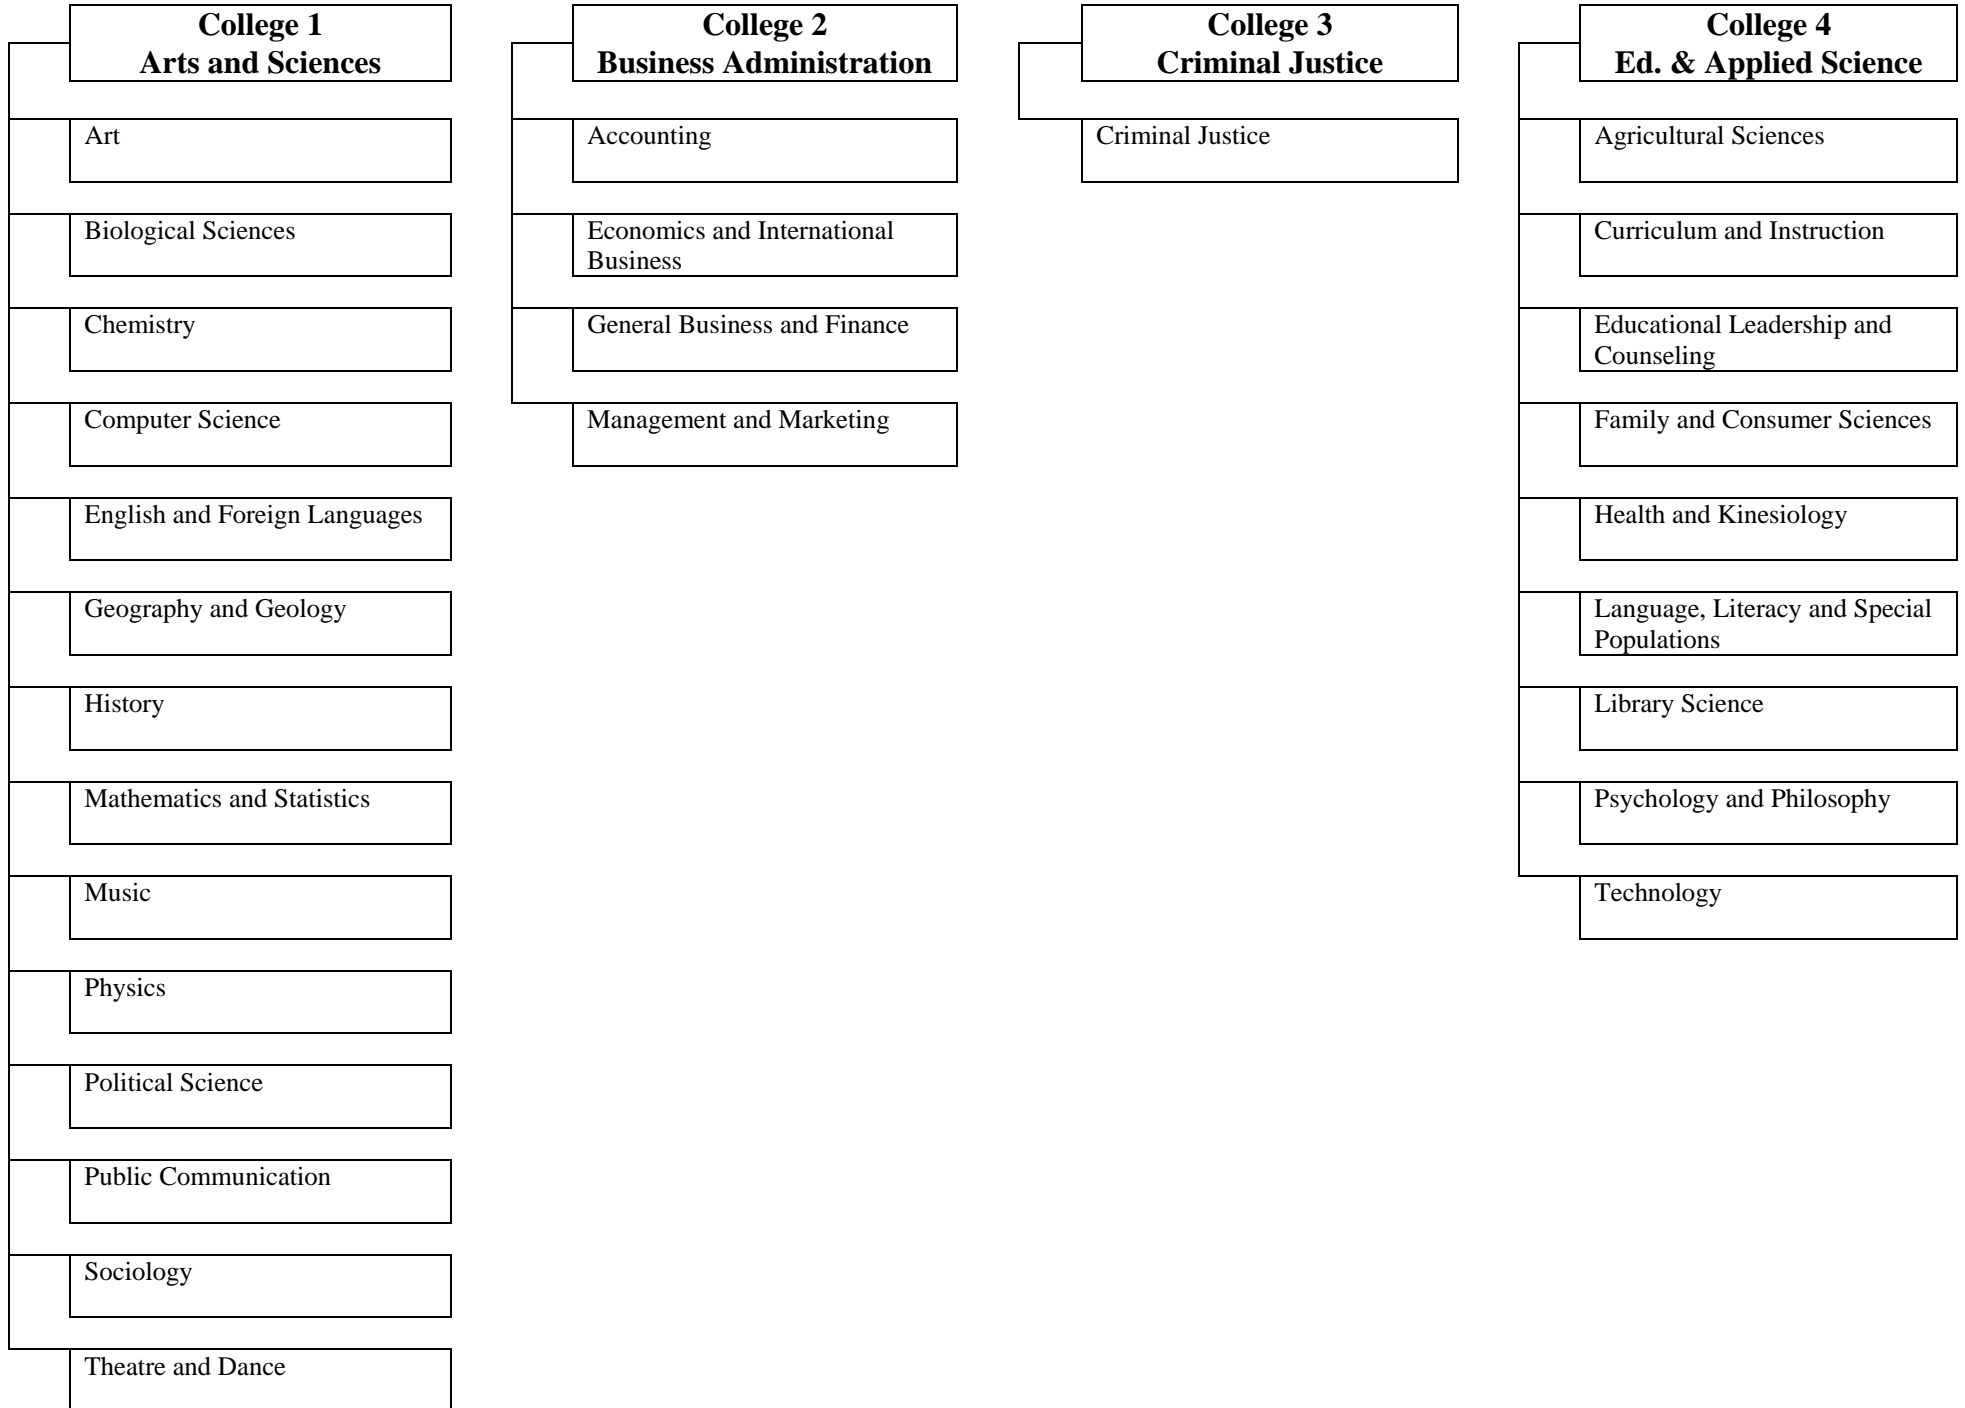 College 1
Arts and Sciences
Art
Biological Sciences
Chemistry
Computer Science
English and Foreign Languages
Geography and Geology
History
Mathematics and Statistics
Music
Physics
Political Science
Public Communication
Sociology
Theatre and Dance
College 2
Business Administration
Accounting
Economics and International
Business
General Business and Finance
Management and Marketing
College 3
Criminal Justice
Criminal Justice
College 4
Ed. & Applied Science
Agricultural Sciences
Curriculum and Instruction
Educational Leadership and
Counseling
Family and Consumer Sciences
Health and Kinesiology
Language, Literacy and Special
Populations
Library Science
Psychology and Philosophy
Technology